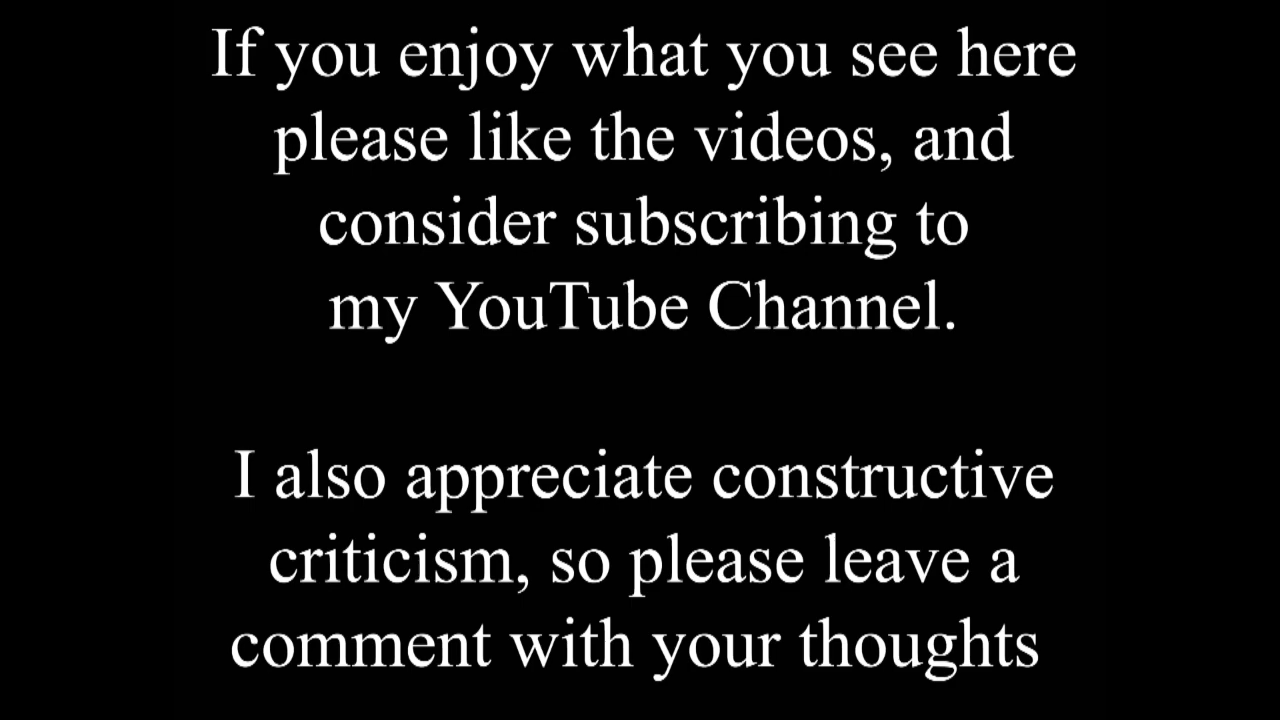 If you enjoy what you see here
please like the videos, and
consider subscribing to
my YouTube Channel.
I also appreciate constructive
criticism, so please leave a
comment with your thoughts